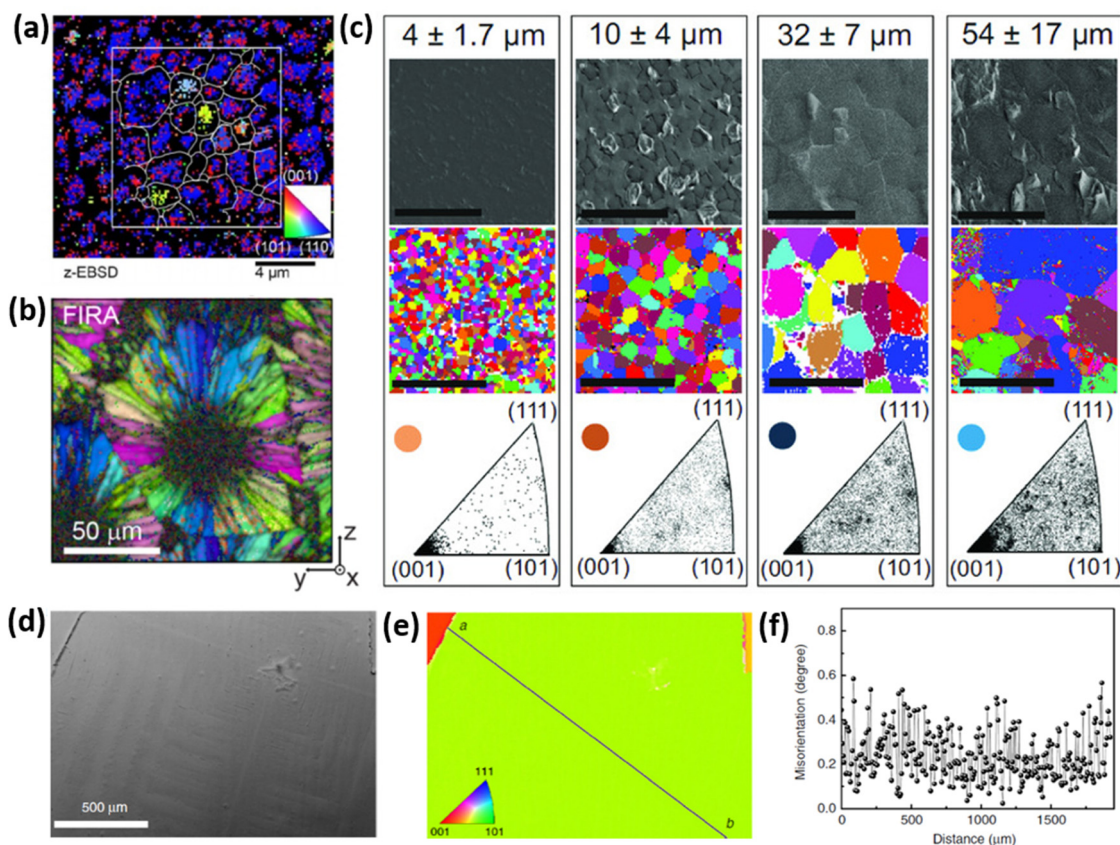 (a)
(001)
(101) (110)
z-EBSD
4 μm
(b)
FIRA
50 μm
z
y
x
(c)
4 ± 1.7 μm
10 ± 4 μm
32 ± 7 μm
54 ± 17 μm
(111)
(001)
(101)
(111)
(001)
(101)
(111)
(001)
(101)
(111)
(001)
(101)
(d)
500 μm
(e)
a
b
111
001 101
(f)
Misorientation (degree)
0.8
0.6
0.4
0.2
0.0
0 500 1000 1500
Distance (μm)